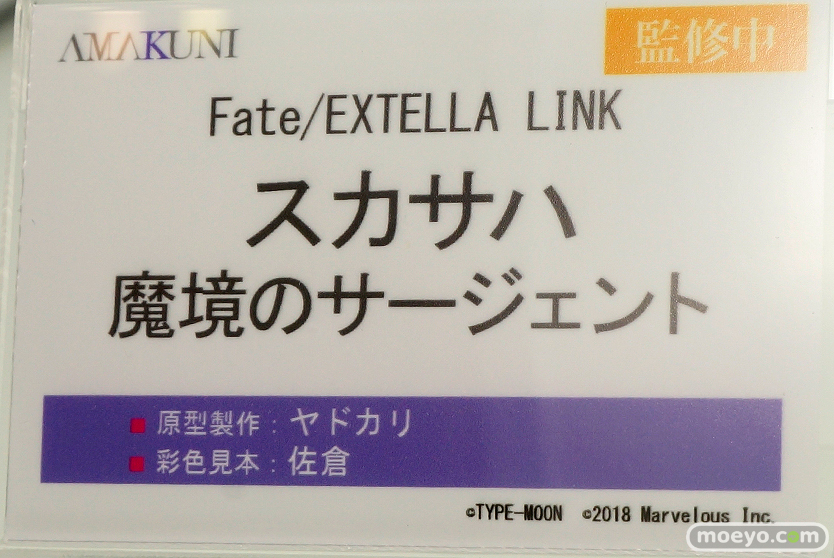 AMAKUNI
監修中
Fate/EXTELLA LINK
スカサハ
魔境のサージェント
■ 原型製作：ヤドカリ
■ 彩色見本：佐倉
©TYPE-MOON ©2018 Marvelous Inc.
moeyo.com